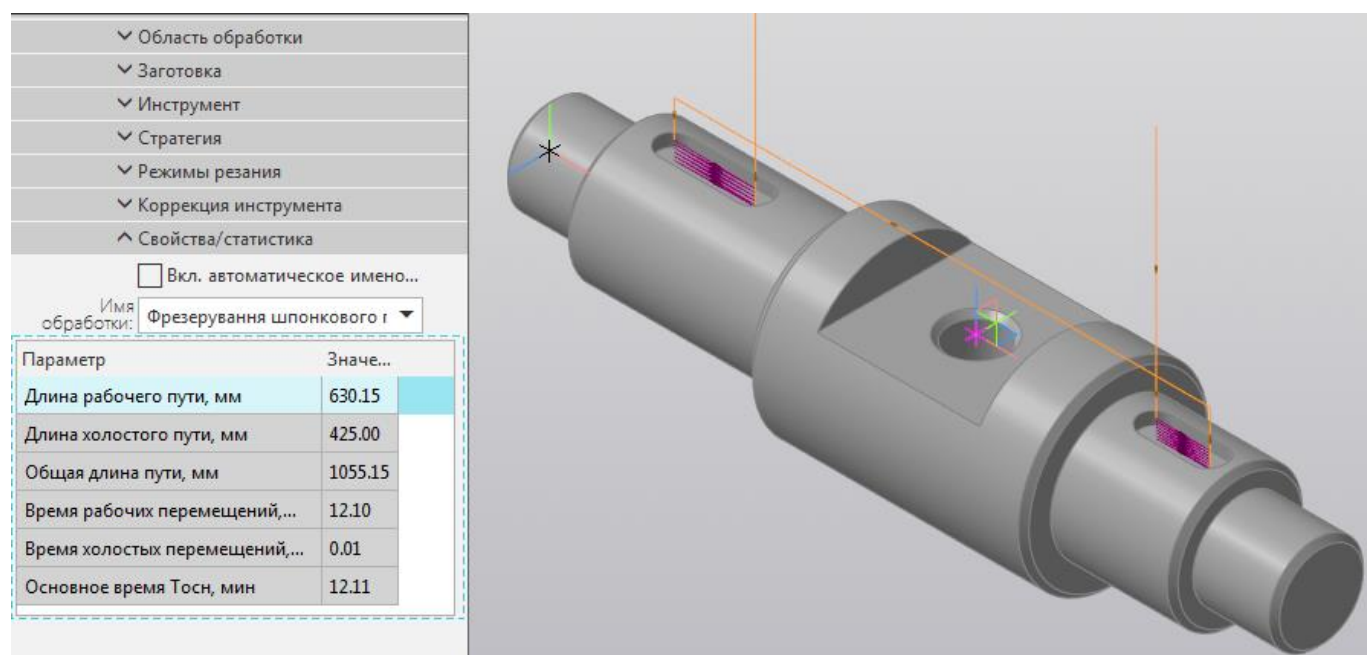 Область обработки
Заготовка
Инструмент
Стратегия
Режимы резания
Коррекция инструмента
Свойства/статистика
Вкл. автоматическое имено...
Имя обработки: Фрезерування шпонкового г
Параметр Значе...
Длина рабочего пути, мм 630.15
Длина холостого пути, мм 425.00
Общая длина пути, мм 1055.15
Время рабочих перемещений,... 12.10
Время холостых перемещений,... 0.01
Основное время Тосн, мин 12.11